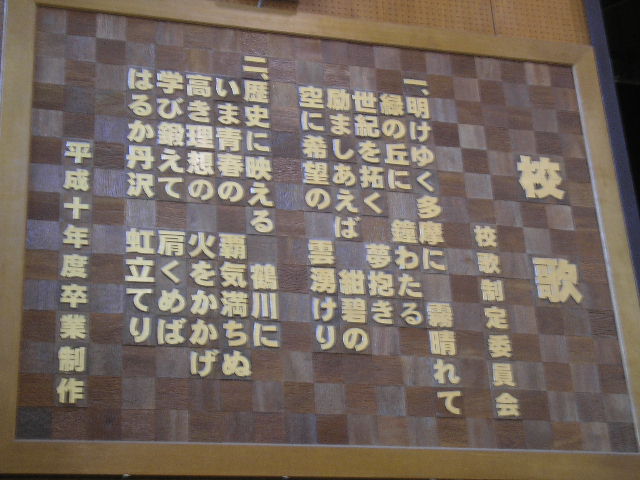 校歌
校歌制定委員会
一、明けゆく多摩に 霧晴れて
緑の丘に 鐘わたる
世紀を拓く 夢抱き
励ましあえば 紺碧の
空に希望の 雲湧けり
二、歴史に映える 鶴川に
いま青春の 覇気満ちぬ
高き理想の 火をかかげ
学び鍛えて 肩くめば
はるか丹沢 虹立てり
平成十年度卒業制作